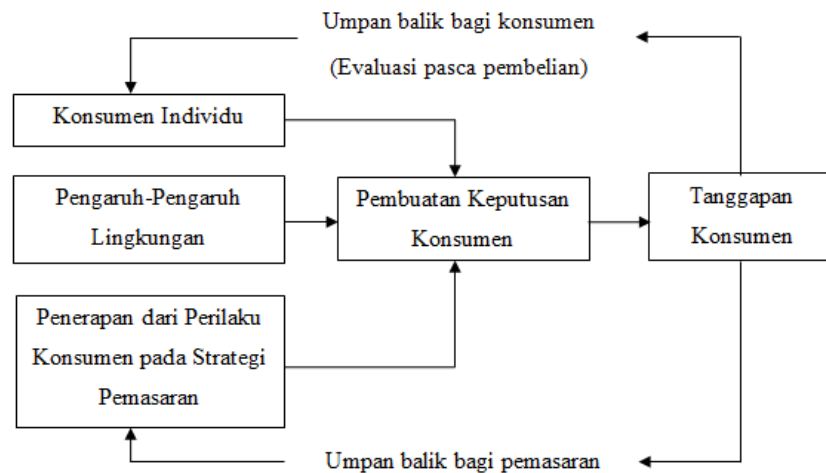 Umpan balik bagi konsumen
(Evaluasi pasca pembelian)
Konsumen Individu
Pengaruh-Pengaruh
Lingkungan
Pembuatan Keputusan
Konsumen
Tanggapan
Konsumen
Penerapan dari Perilaku
Konsumen pada Strategi
Pemasaran
Umpan balik bagi pemasaran